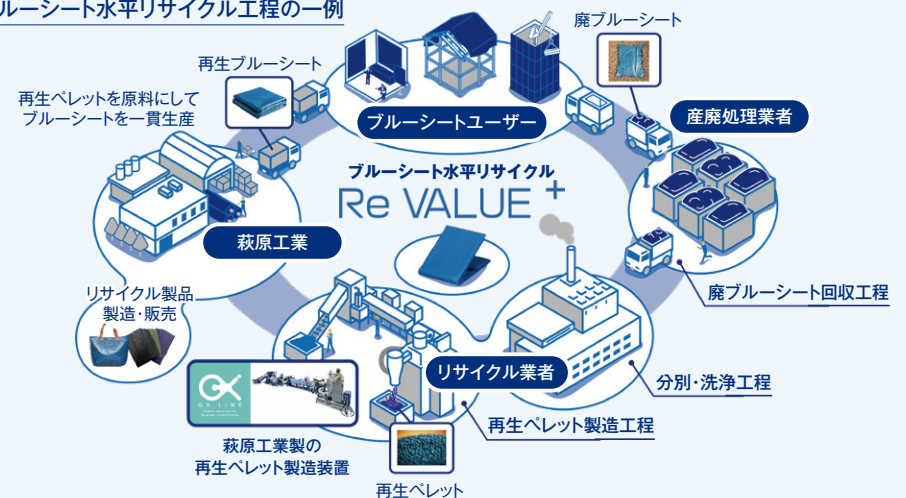 ルーシート水平リサイクル工程の一例
廃ブルーシート
再生ブルーシート
再生ペレットを原料にして
ブルーシートを一貫生産
ブルーシートユーザー
産廃処理業者
ブルーシート水平リサイクル
Re VALUE +
萩原工業
リサイクル製品
製造・販売
廃ブルーシート回収工程
リサイクル業者
分別・洗浄工程
再生ペレット製造工程
GX LINE
萩原工業製の
再生ペレット製造装置
再生ペレット